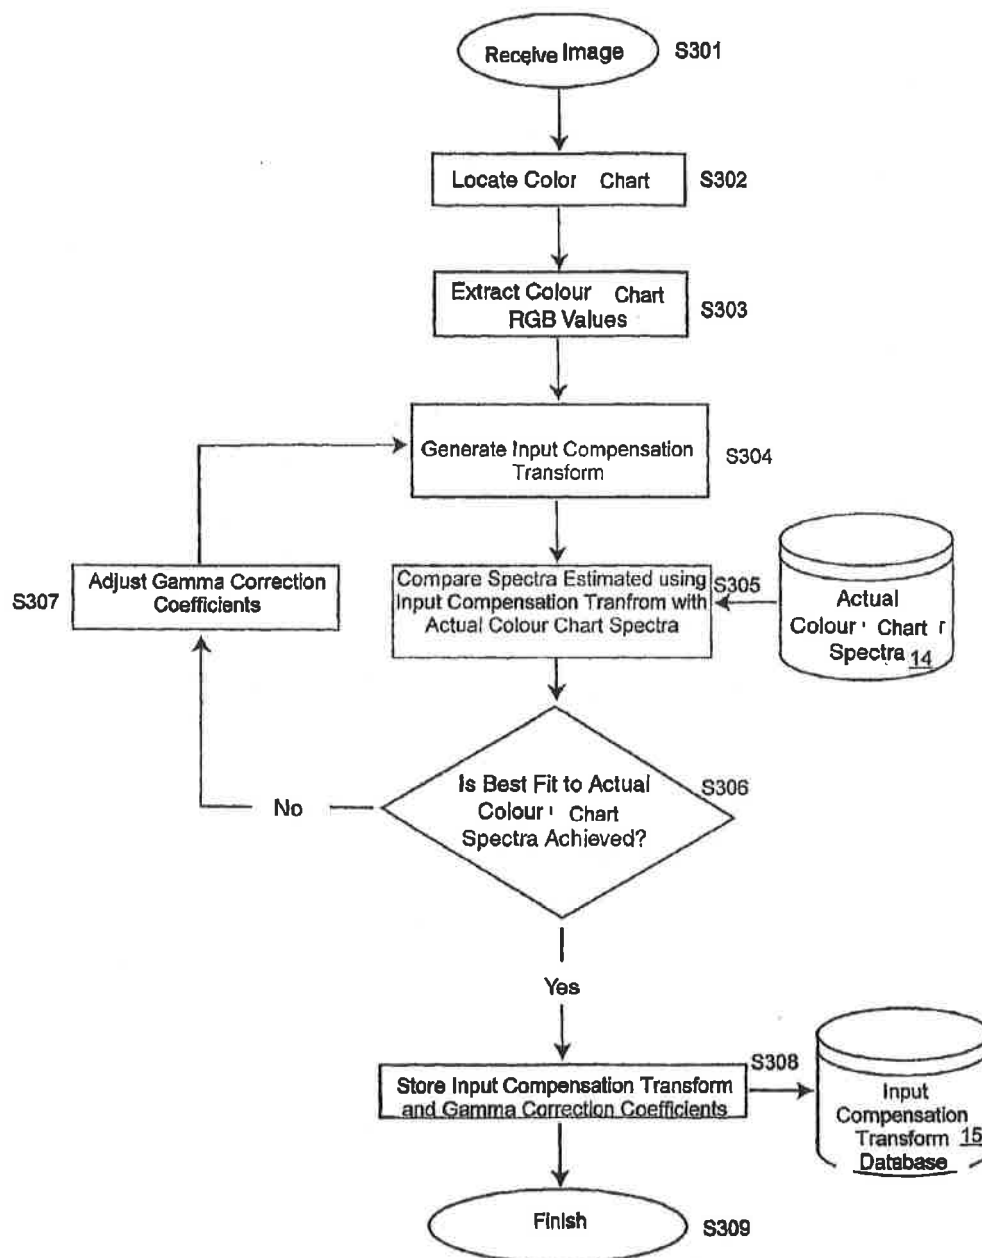 Receive Image
S301
Locate Color Chart
S302
Extract Colour Chart
RGB Values
S303
Generate Input Compensation
Transform
S304
Adjust Gamma Correction
Coefficients
S307
Compare Spectra Estimated using
Input Compensation Tranfrom with
Actual Colour Chart Spectra
S305
Actual
Colour Chart
Spectra 14
Is Best Fit to Actual
Colour Chart
Spectra Achieved?
S306
No
Yes
Store Input Compensation Transform
and Gamma Correction Coefficients
S308
Input
Compensation
Transform 15
Database
Finish
S309